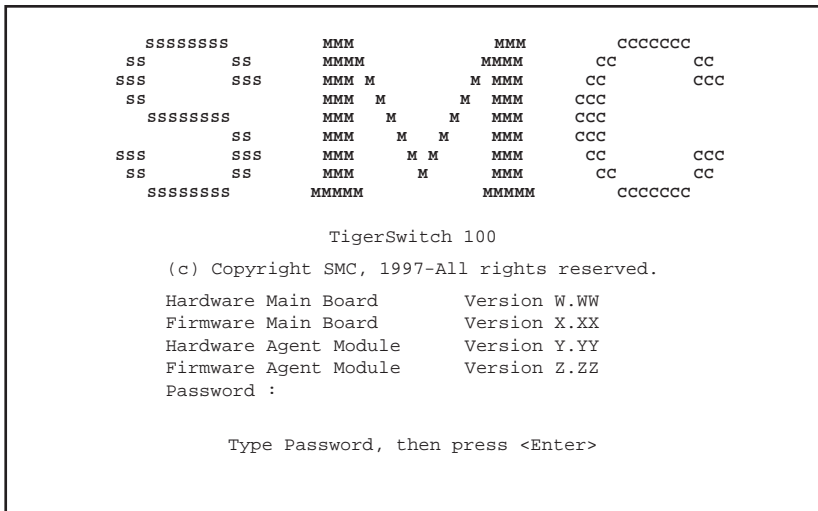 SSSSSSSS MMM MMM CCCCCCC
SS SS MMMM MMMM CC CC
SSS SSS MMM M M MMM CC CCC
SS MMM M M MMM CCC
SSSSSSSS MMM M M MMM CCC
SS MMM M M MMM CCC
SSS SSS MMM M M MMM CC CCC
SS SS MMM M MMM CC CC
SSSSSSSS MMMMM MMMMM CCCCCCC
TigerSwitch 100
(c) Copyright SMC, 1997-All rights reserved.
Hardware Main Board Version W.WW
Firmware Main Board Version X.XX
Hardware Agent Module Version Y.YY
Firmware Agent Module Version Z.ZZ
Password :
Type Password, then press <Enter>